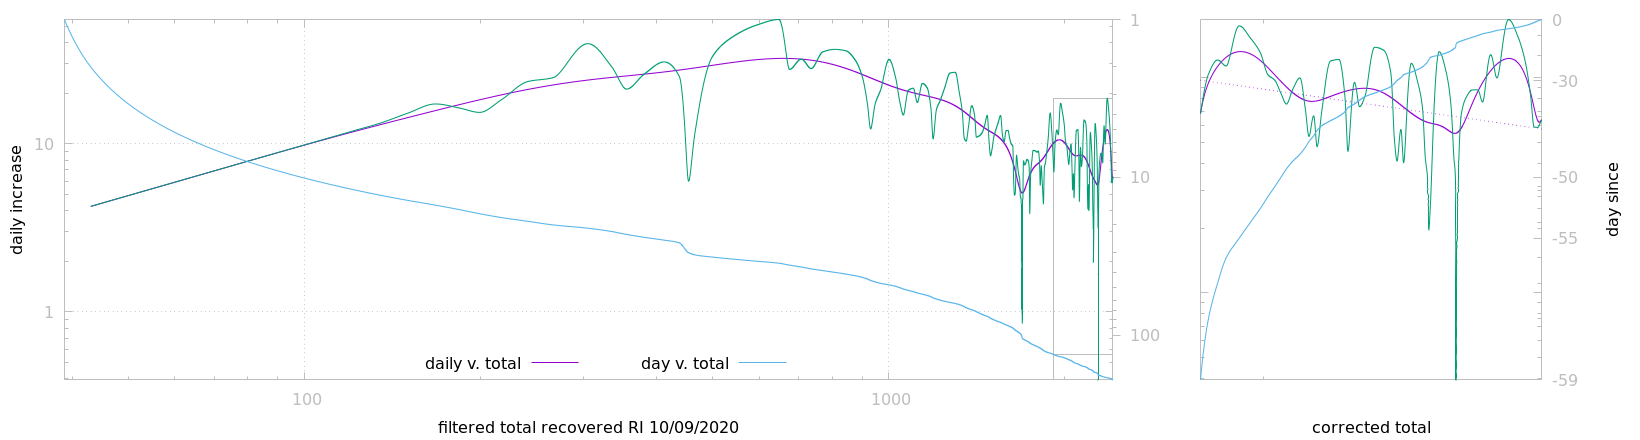 daily increase
10
1
100
1000
filtered total recovered RI 10/09/2020
daily v. total
day v. total
1
10
100
0
-30
-50
-55
-59
day since
corrected total